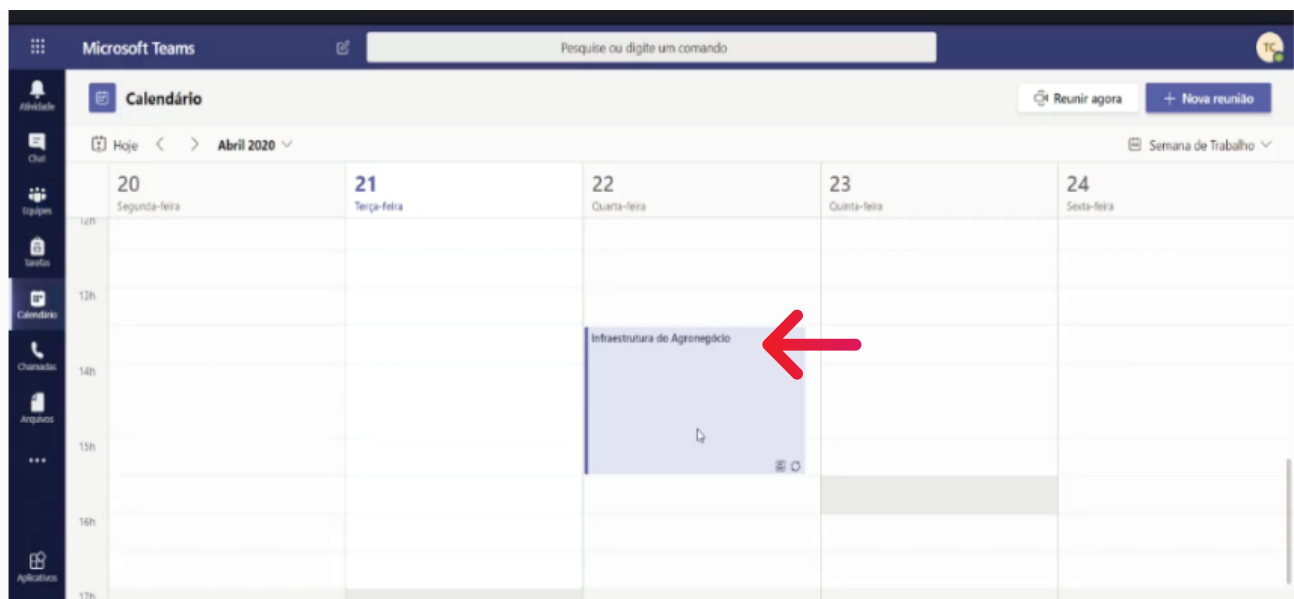 Microsoft Teams
Pesquise ou digite um comando
TC
Atividade
Calendário
Reunir agora
+ Nova reunião
Chat
Hoje
Abril 2020
Semana de Trabalho
Equipes
20
Segunda-feira
21
Terça-feira
22
Quarta-feira
23
Quinta-feira
24
Sexta-feira
12h
Tarefas
13h
Calendário
Infraestrutura do Agronegócio
Chamadas
14h
Arquivos
15h
16h
Aplicativos
17h